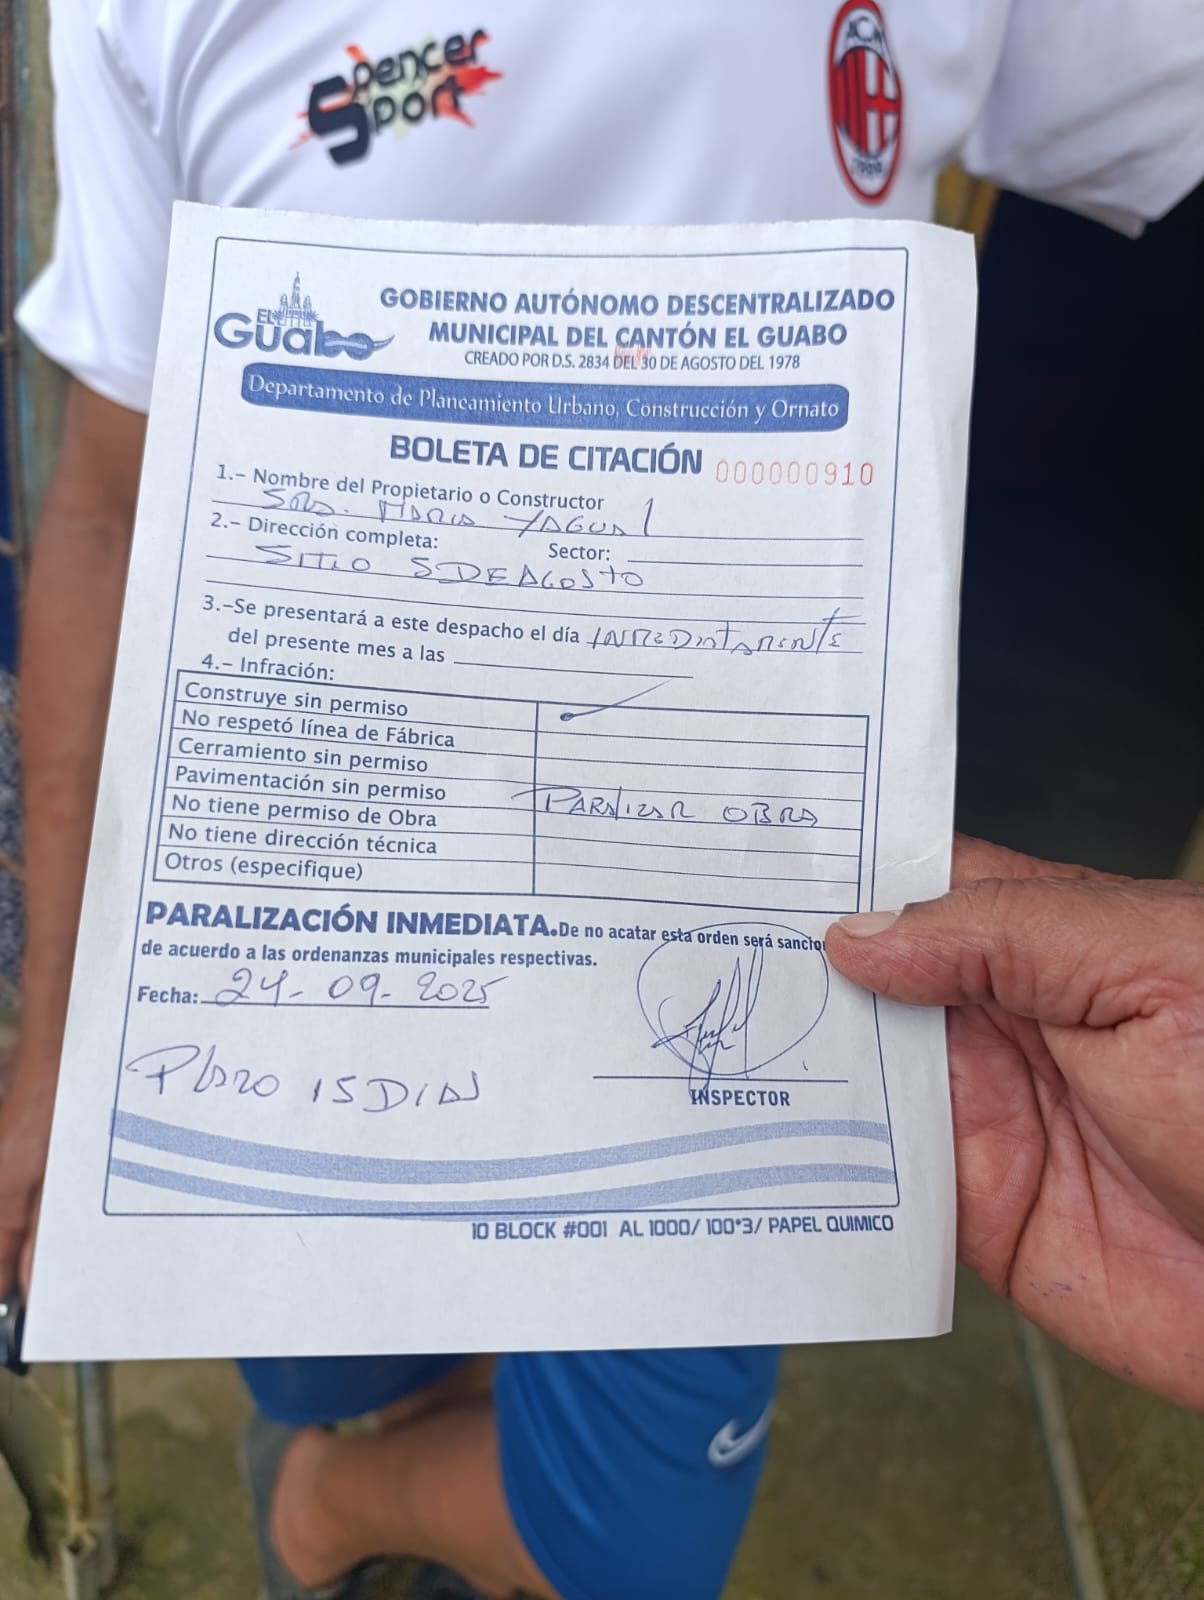 Spencer
Sport
ACM
1899
EL
Guabo
GOBIERNO AUTÓNOMO DESCENTRALIZADO
MUNICIPAL DEL CANTÓN EL GUABO
CREADO POR D.S. 2834 DEL 30 DE AGOSTO DEL 1978
Departamento de Planeamiento Urbano, Construcción y Ornato
BOLETA DE CITACIÓN 000000910
1.- Nombre del Propietario o Constructor
SRA. MARIA YAGUAL
2.- Dirección completa: Sector:
SITIO 5 DE AGOSTO
3.-Se presentará a este despacho el día INMEDIATAMENTE
del presente mes a las
4.- Infración:
Construye sin permiso
No respetó línea de Fábrica
Cerramiento sin permiso
Pavimentación sin permiso
No tiene permiso de Obra PARALIZAR OBRA
No tiene dirección técnica
Otros (especifique)
PARALIZACIÓN INMEDIATA. De no acatar esta orden será sancio
de acuerdo a las ordenanzas municipales respectivas.
Fecha: 24-09-2025
Plazo 15 DIAS
INSPECTOR
10 BLOCK #001 AL 1000/ 100*3/ PAPEL QUIMICO